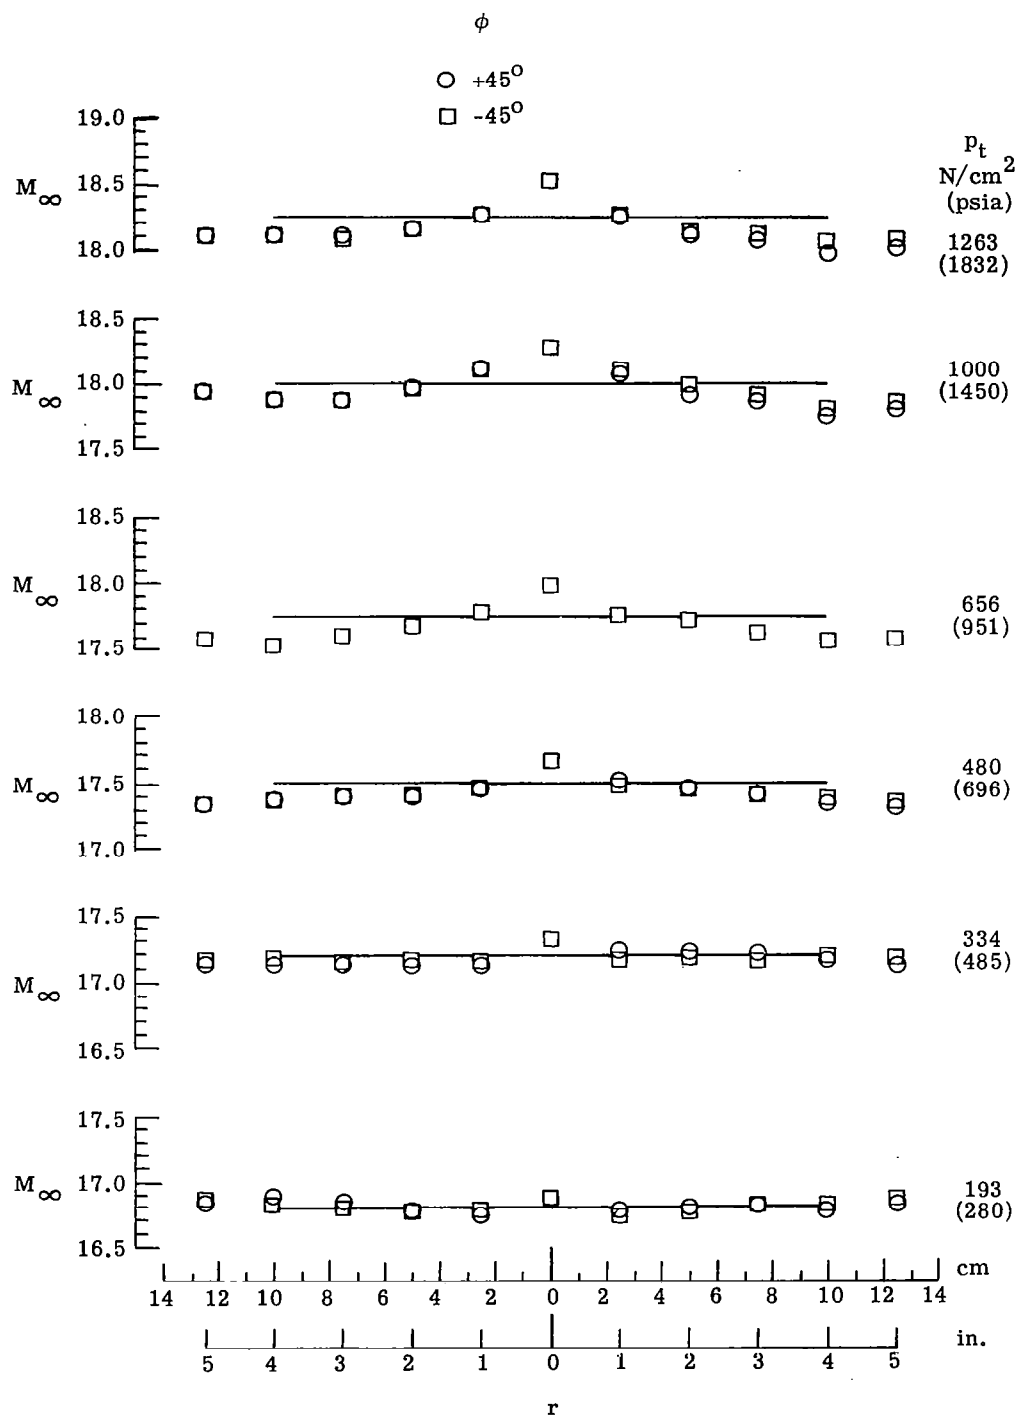 ϕ
○ +45°
□ -45°
p_t
N/cm²
(psia)
19.0
18.5
M∞
18.0
1263
(1832)
18.5
18.0
M∞
17.5
1000
(1450)
18.5
18.0
M∞
17.5
656
(951)
18.0
17.5
M∞
17.0
480
(696)
17.5
17.0
M∞
16.5
334
(485)
17.5
17.0
M∞
16.5
193
(280)
cm
14 12 10 8 6 4 2 0 2 4 6 8 10 12 14
in.
5 4 3 2 1 0 1 2 3 4 5
r